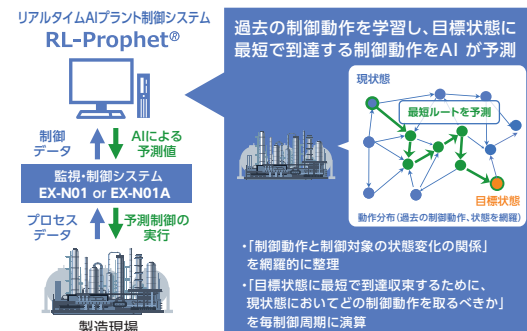 リアルタイムAIプラント制御システム
RL-Prophet®
制御
データ
AIによる
予測値
監視・制御システム
EX-N01 or EX-N01A
プロセス
データ
予測制御の
実行
製造現場
過去の制御動作を学習し、目標状態に
最短で到達する制御動作をAI が予測
現状態
最短ルートを予測
目標状態
動作分布（過去の制御動作、状態を網羅）
・「制御動作と制御対象の状態変化の関係」
を網羅的に整理
・「目標状態に最短で到達収束するために、
現状態においてどの制御動作を取るべきか」
を毎制御周期に演算